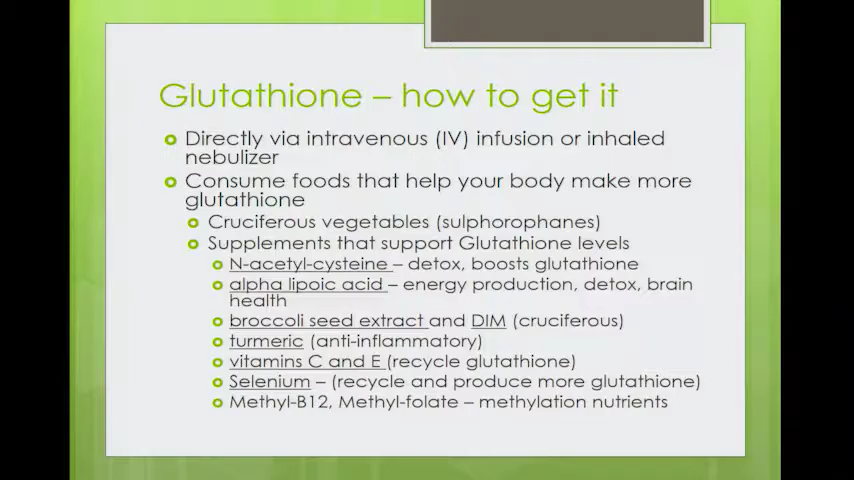 Glutathione – how to get it
Directly via intravenous (IV) infusion or inhaled
nebulizer
Consume foods that help your body make more
glutathione
Cruciferous vegetables (sulphorophanes)
Supplements that support Glutathione levels
N-acetyl-cysteine – detox, boosts glutathione
alpha lipoic acid – energy production, detox, brain
health
broccoli seed extract and DIM (cruciferous)
turmeric (anti-inflammatory)
vitamins C and E (recycle glutathione)
Selenium – (recycle and produce more glutathione)
Methyl-B12, Methyl-folate – methylation nutrients